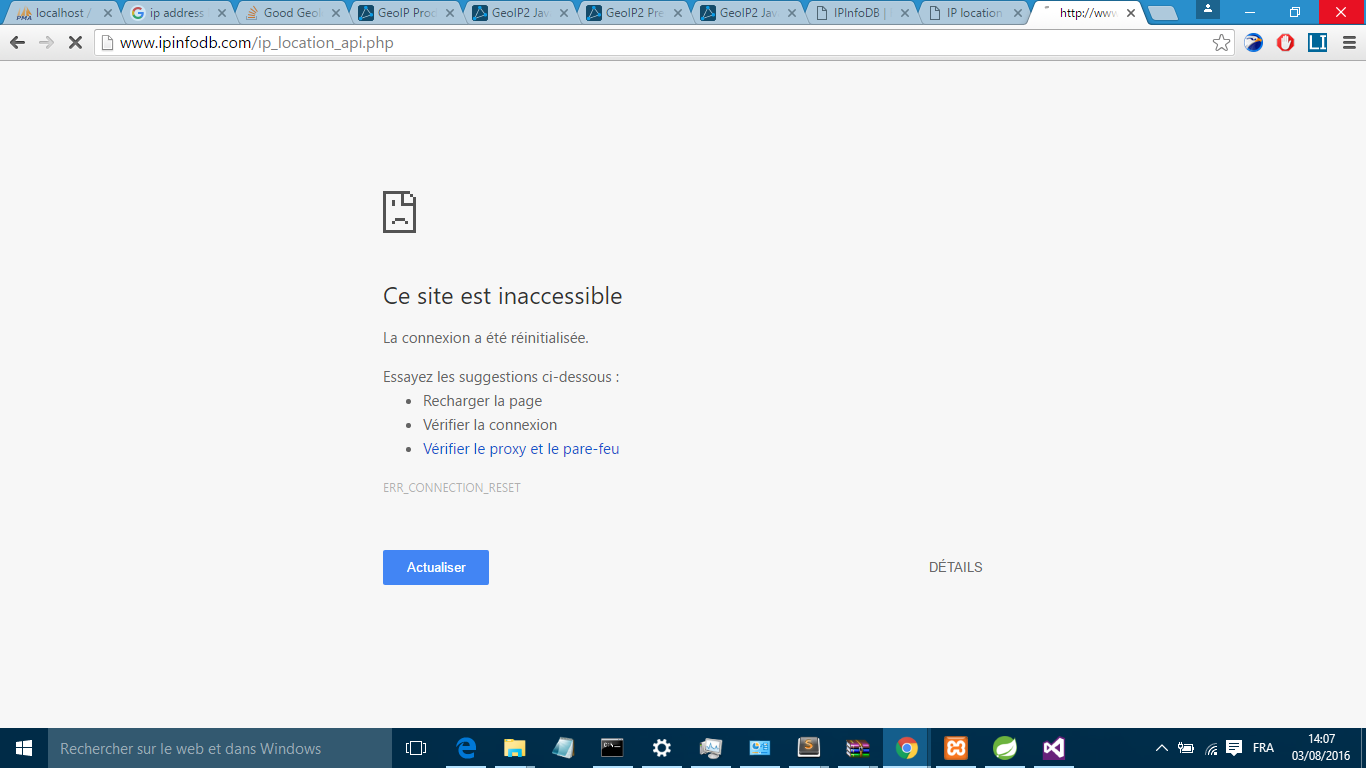 localhost /
ip address
Good GeoI
GeoIP Proc
GeoIP2 Jav
GeoIP2 Pre
GeoIP2 Jav
IPInfoDB |
IP location
http://www
www.ipinfodb.com/ip_location_api.php
LI
Ce site est inaccessible
La connexion a été réinitialisée.
Essayez les suggestions ci-dessous :
Recharger la page
Vérifier la connexion
Vérifier le proxy et le pare-feu
ERR_CONNECTION_RESET
Actualiser
DÉTAILS
Rechercher sur le web et dans Windows
FRA
14:07
03/08/2016